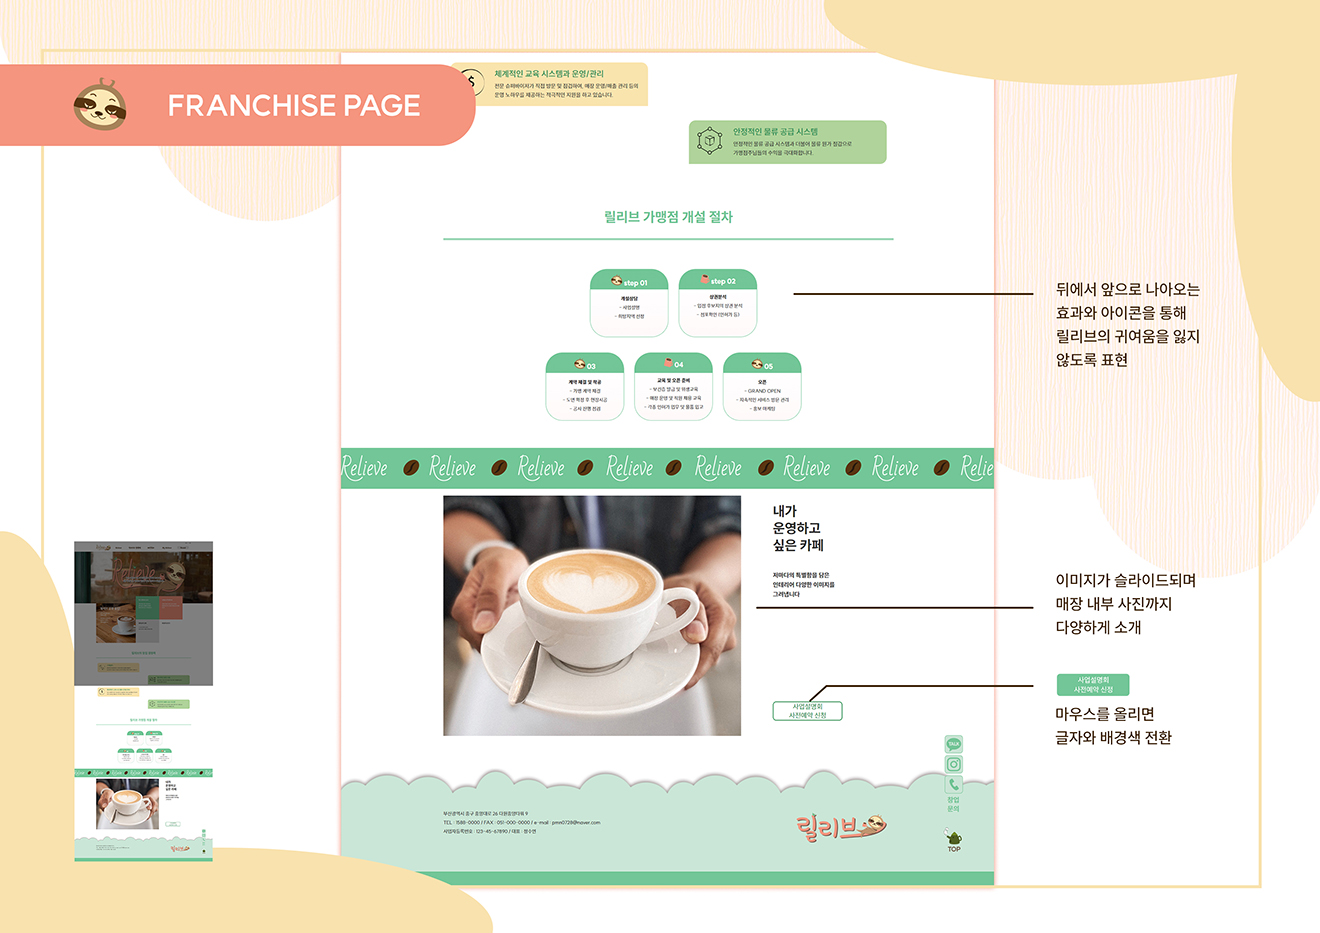 FRANCHISE PAGE
체계적인 교육 시스템과 운영/관리
전문 슈퍼바이저가 직접 방문 및 점검하여, 매장 운영/매출 관리 등의
운영 노하우를 제공하는 적극적인 지원을 하고 있습니다.
안정적인 물류 공급 시스템
안정적인 물류 공급 시스템과 더불어 물류 원가 절감으로
가맹점주님들의 수익을 극대화합니다.
릴리브 가맹점 개설 절차
step 01
개설상담
- 사업설명
- 희망지역 선정
step 02
상권분석
- 입점 후보지의 상권 분석
- 점포확인 (인허가 등)
03
계약 체결 및 착공
- 가맹 계약 체결
- 도면 확정 후 현장시공
- 공사 진행 점검
04
교육 및 오픈 준비
- 보건증 발급 및 위생교육
- 매장 운영 및 직원 채용 교육
- 각종 인허가 업무 및 물품 입고
05
오픈
- GRAND OPEN
- 지속적인 서비스 방문 관리
- 홍보 마케팅
Relieve Relieve Relieve Relieve Relieve Relieve Relieve Relie
내가
운영하고
싶은 카페
저마다의 특별함을 담은
인테리어 다양한 이미지를
그려냅니다
사업설명회
사전예약 신청
TALK
창업
문의
TOP
부산광역시 중구 중앙대로 26 다원중앙타워 9
TEL : 1588-0000 / FAX : 051-000-0000 / e-mail : pmn0728@naver.com
사업자등록번호 : 123-45-67890 / 대표 : 정수연
릴리브
뒤에서 앞으로 나아오는
효과와 아이콘을 통해
릴리브의 귀여움을 잃지
않도록 표현
이미지가 슬라이드되며
매장 내부 사진까지
다양하게 소개
사업설명회
사전예약 신청
마우스를 올리면
글자와 배경색 전환
Relieve